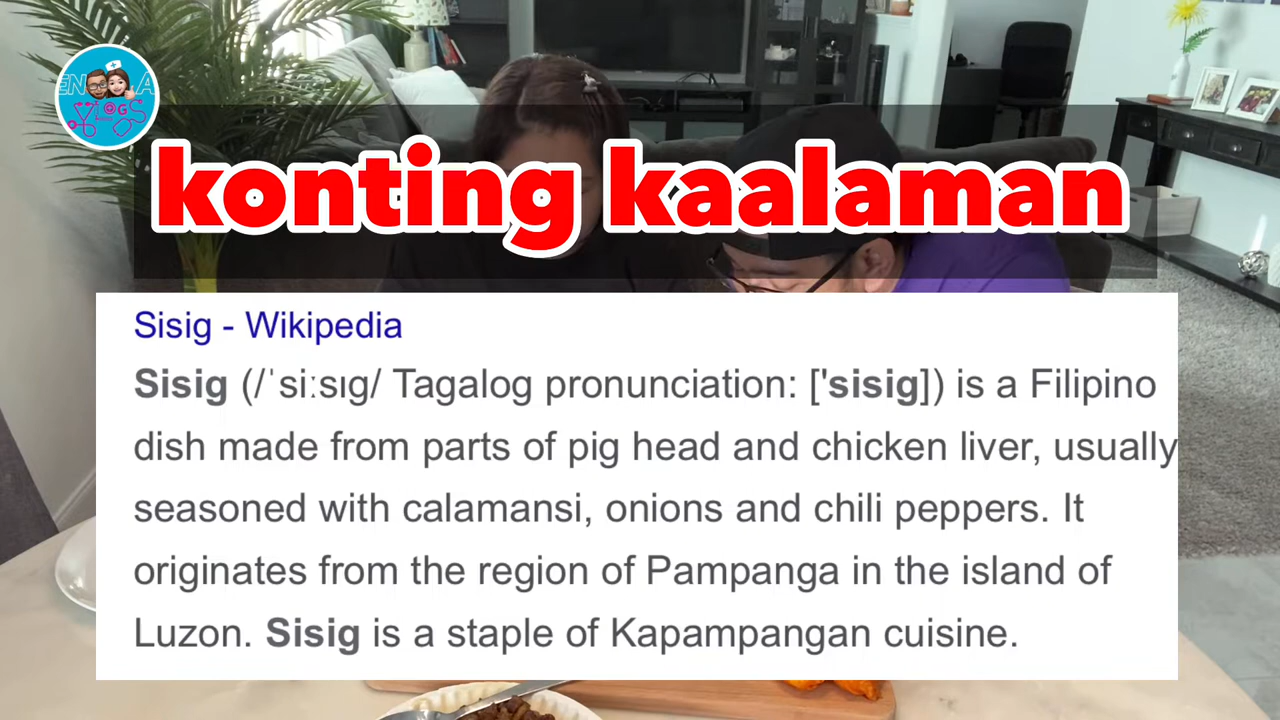 konting kaalaman
Sisig - Wikipedia
Sisig (/ˈsiːsɪɡ/ Tagalog pronunciation: ['sisig]) is a Filipino
dish made from parts of pig head and chicken liver, usually
seasoned with calamansi, onions and chili peppers. It
originates from the region of Pampanga in the island of
Luzon. Sisig is a staple of Kapampangan cuisine.